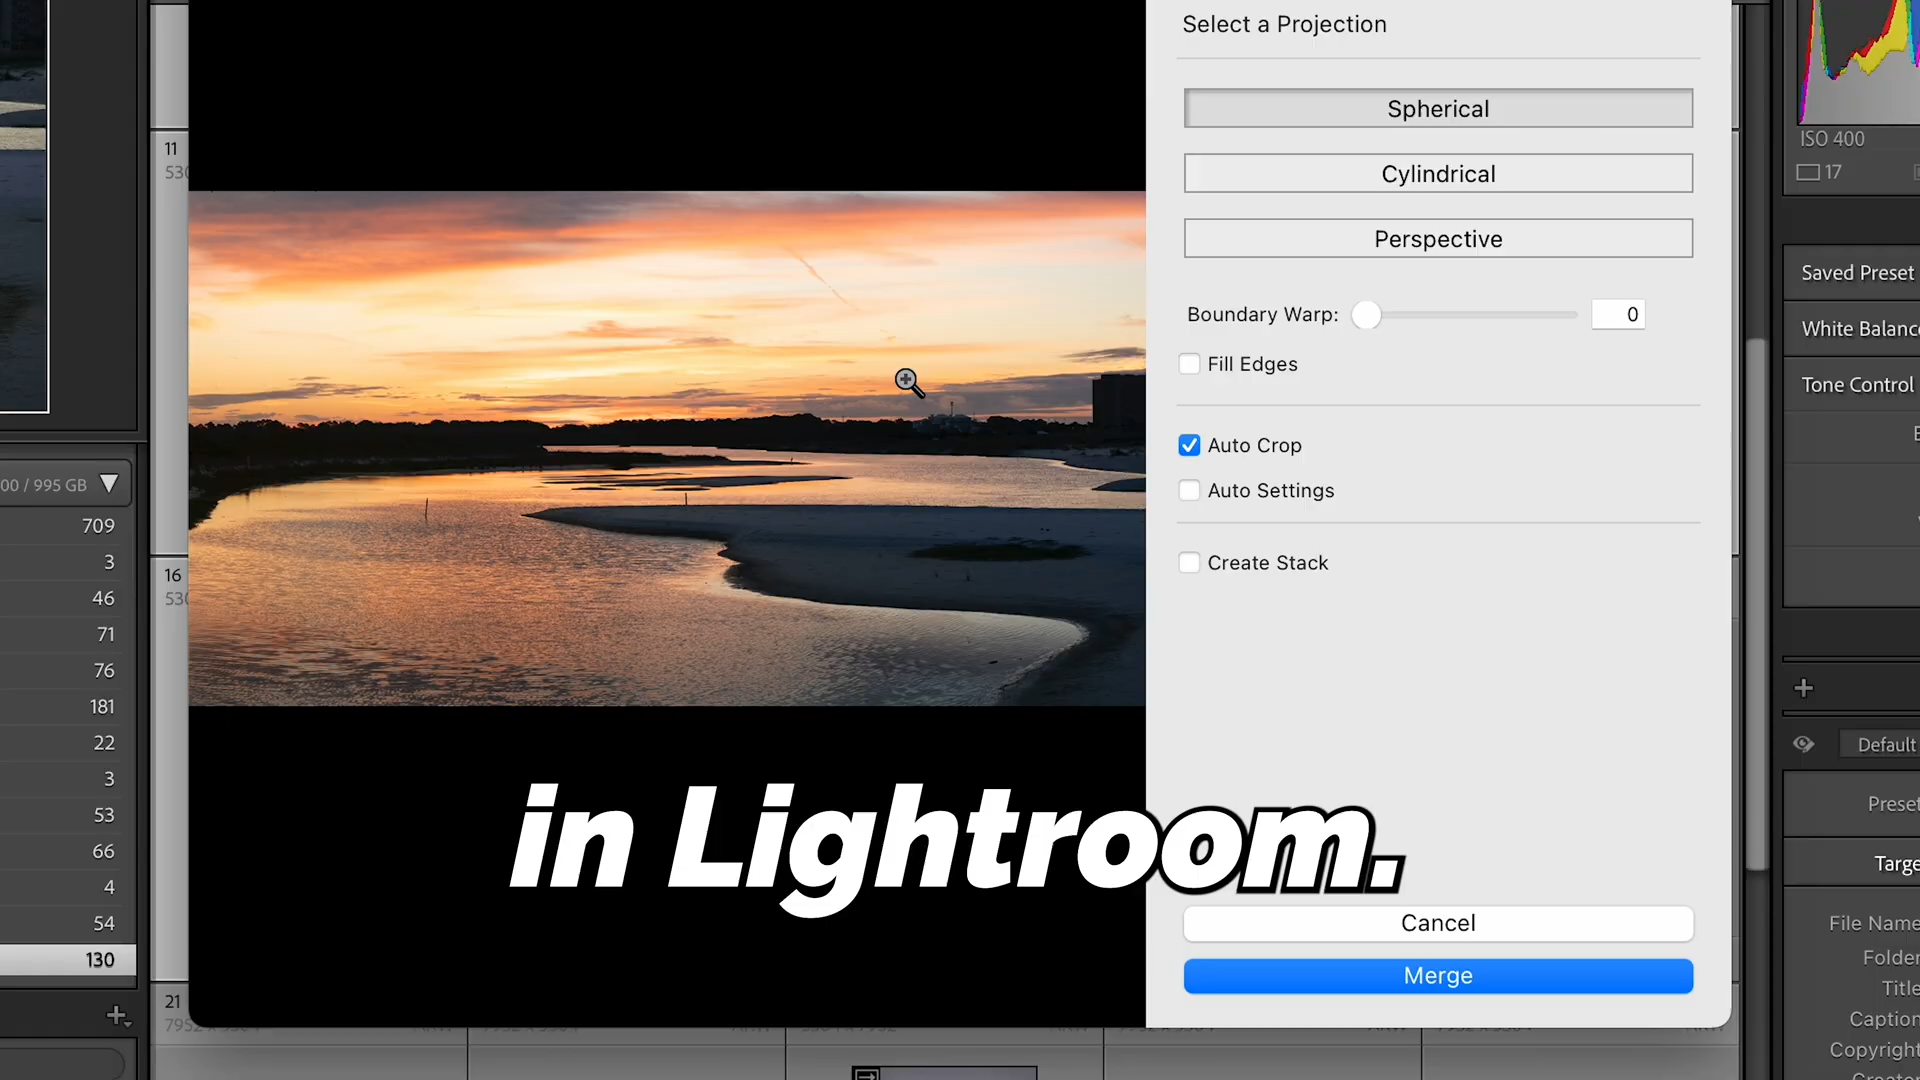 Select a Projection
Spherical
Cylindrical
Perspective
Boundary Warp: 0
Fill Edges
Auto Crop
Auto Settings
Create Stack
Cancel
Merge
in Lightroom.
11
530
16
530
21
00 / 995 GB
709
3
46
71
76
181
22
3
53
66
4
54
130
ISO 400
17
Saved Preset
White Balanc
Tone Control
Default
Preset
Targe
File Name
Folder
Title
Caption
Copyright